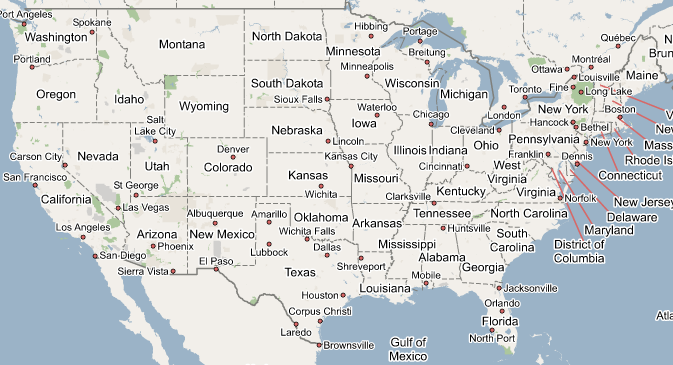 Port Angeles
Spokane
Washington
Portland
Oregon
Idaho
Montana
Wyoming
North Dakota
South Dakota
Sioux Falls
Nebraska
Lincoln
Minnesota
Hibbing
Minneapolis
Portage
Breitung
Wisconsin
Michigan
Waterloo
Iowa
Chicago
Illinois
Indiana
Ohio
Cleveland
Cincinnati
London
Toronto
Ottawa
Montréal
Québec
Louisville
Fine
Long Lake
Maine
New
Brun
New York
Boston
Hancock
Bethel
New York
Pennsylvania
Franklin
Dennis
V
New
Mass
Rhode Is
Connecticut
New Jersey
Delaware
Maryland
District of
Columbia
West
Virginia
Virginia
Norfolk
Kentucky
Clarksville
Tennessee
North Carolina
South
Carolina
Huntsville
Salt
Lake City
Carson City
Nevada
Utah
Denver
Colorado
Kansas
Kansas City
Missouri
Wichita
San Francisco
California
St George
Las Vegas
Los Angeles
San Diego
Arizona
Phoenix
Sierra Vista
Albuquerque
New Mexico
El Paso
Amarillo
Lubbock
Oklahoma
Wichita Falls
Dallas
Texas
Arkansas
Shreveport
Louisiana
Mississippi
Alabama
Georgia
Mobile
Jacksonville
Orlando
Florida
North Port
Houston
Corpus Christi
Laredo
Brownsville
Gulf of
Mexico
Atla